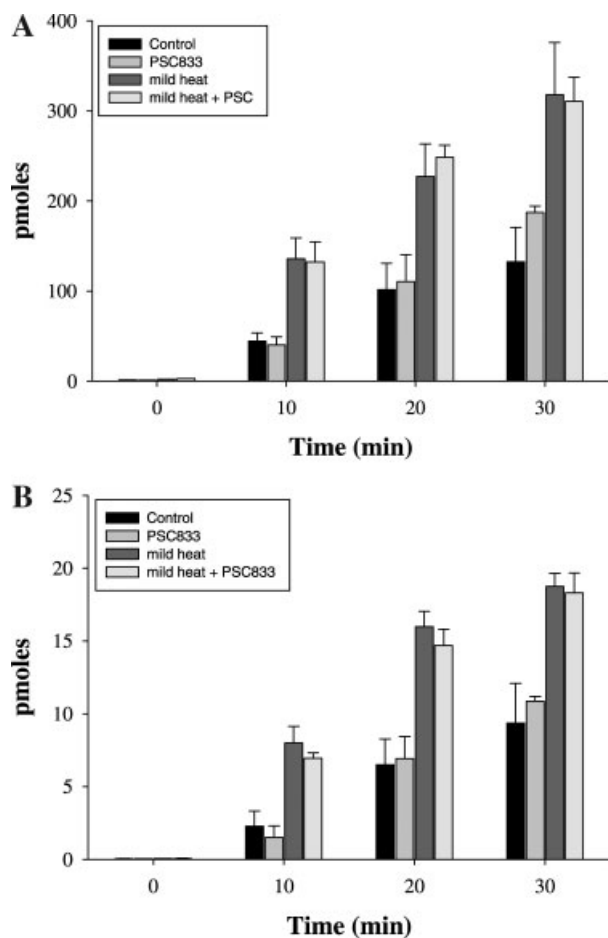 A
Control
PSC833
mild heat
mild heat + PSC
400
300
200
100
0
pmoles
0 10 20 30
Time (min)
B
Control
PSC833
mild heat
mild heat + PSC833
25
20
15
10
5
0
pmoles
0 10 20 30
Time (min)